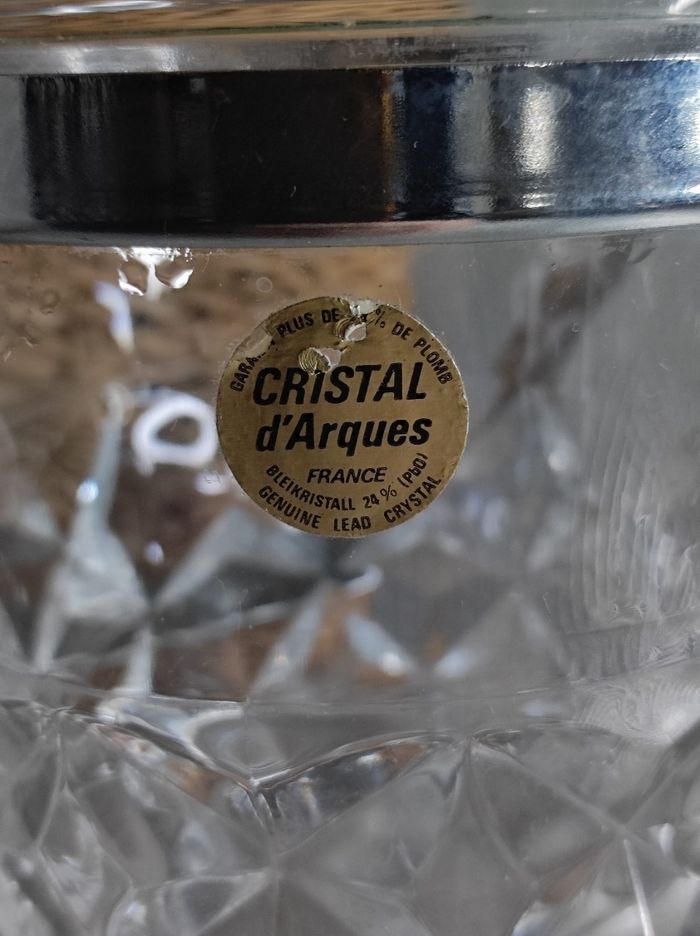 PLUS DE % DE PLOMB
CRISTAL
d'Arques
FRANCE
BLEIKRISTALL 24% (PbO)
GENUINE LEAD CRYSTAL